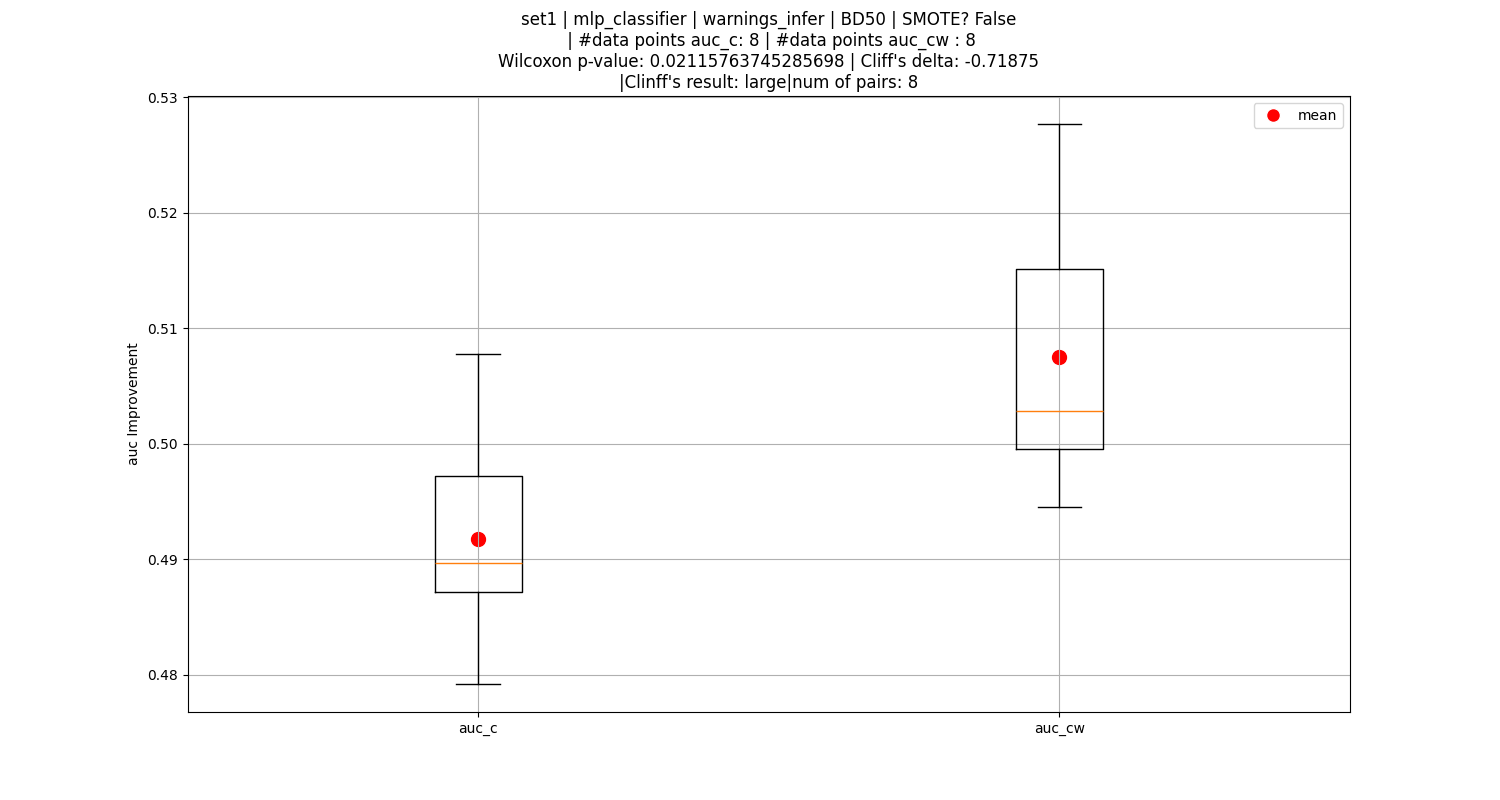 set1 | mlp_classifier | warnings_infer | BD50 | SMOTE? False
| #data points auc_c: 8 | #data points auc_cw : 8
Wilcoxon p-value: 0.02115763745285698 | Cliff's delta: -0.71875
|Clinff's result: large|num of pairs: 8
mean
0.53
0.52
0.51
0.50
0.49
0.48
auc Improvement
auc_c
auc_cw